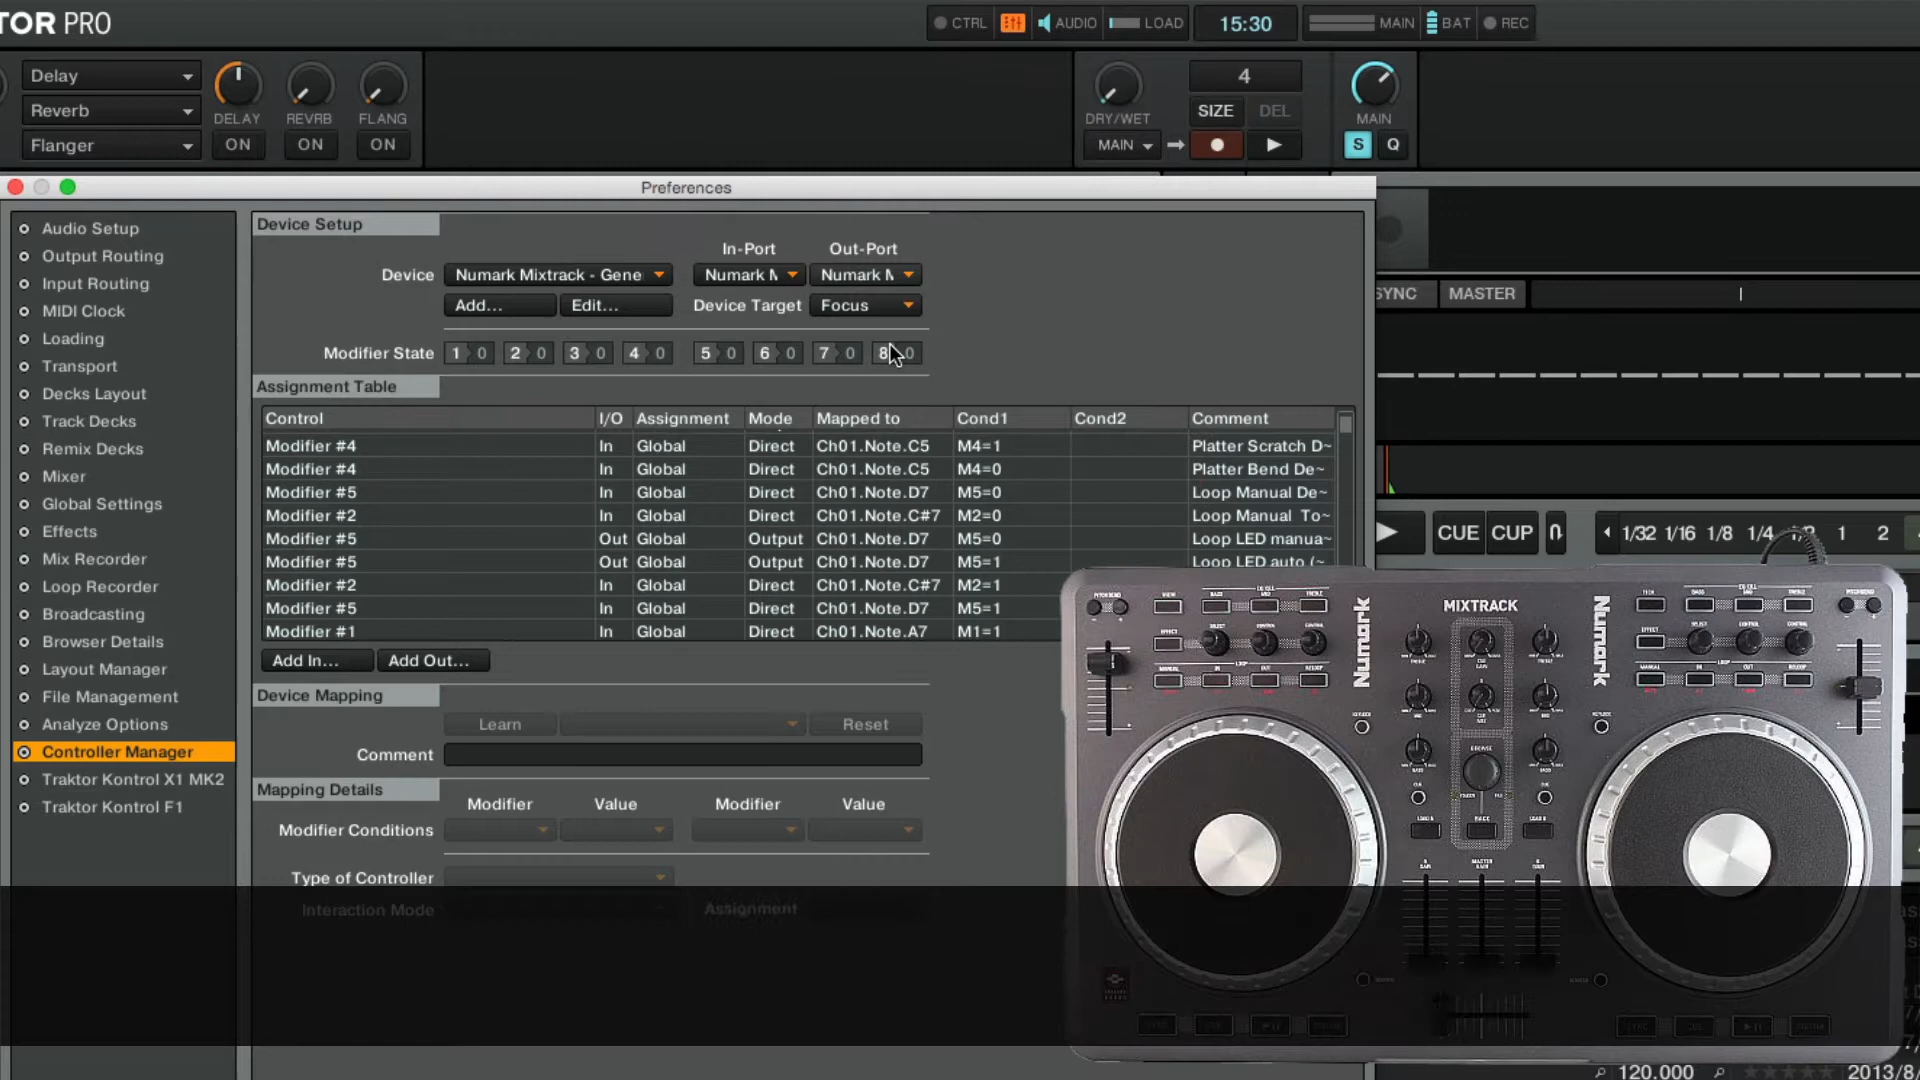 TOR PRO
CTRL AUDIO LOAD 15:30 MAIN BAT REC
Delay
Reverb
Flanger
DELAY REVRB FLANG
ON ON ON
DRY/WET
MAIN
4
SIZE DEL
MAIN
S Q
Preferences
Audio Setup
Output Routing
Input Routing
MIDI Clock
Loading
Transport
Decks Layout
Track Decks
Remix Decks
Mixer
Global Settings
Effects
Mix Recorder
Loop Recorder
Broadcasting
Browser Details
Layout Manager
File Management
Analyze Options
Controller Manager
Traktor Kontrol X1 MK2
Traktor Kontrol F1
Device Setup
In-Port Out-Port
Device Numark Mixtrack - Gene Numark M Numark M
Add... Edit... Device Target Focus
Modifier State 1 0 2 0 3 0 4 0 5 0 6 0 7 0 8 0
Assignment Table
Control I/O Assignment Mode Mapped to Cond1 Cond2 Comment
Modifier #4 In Global Direct Ch01.Note.C5 M4=1 Platter Scratch D~
Modifier #4 In Global Direct Ch01.Note.C5 M4=0 Platter Bend De~
Modifier #5 In Global Direct Ch01.Note.D7 M5=0 Loop Manual De~
Modifier #2 In Global Direct Ch01.Note.C#7 M2=0 Loop Manual To~
Modifier #5 Out Global Output Ch01.Note.D7 M5=0 Loop LED manua~
Modifier #5 Out Global Output Ch01.Note.D7 M5=1 Loop LED auto (~
Modifier #2 In Global Direct Ch01.Note.C#7 M2=1
Modifier #5 In Global Direct Ch01.Note.D7 M5=1
Modifier #1 In Global Direct Ch01.Note.A7 M1=1
Add In... Add Out...
Device Mapping
Learn Reset
Comment
Mapping Details
Modifier Value Modifier Value
Modifier Conditions
Type of Controller
Interaction Mode Assignment
SYNC MASTER
CUE CUP 1/32 1/16 1/8 1/4 1/2 1 2
MIXTRACK
Numark
Numark
120.000 2013/8/